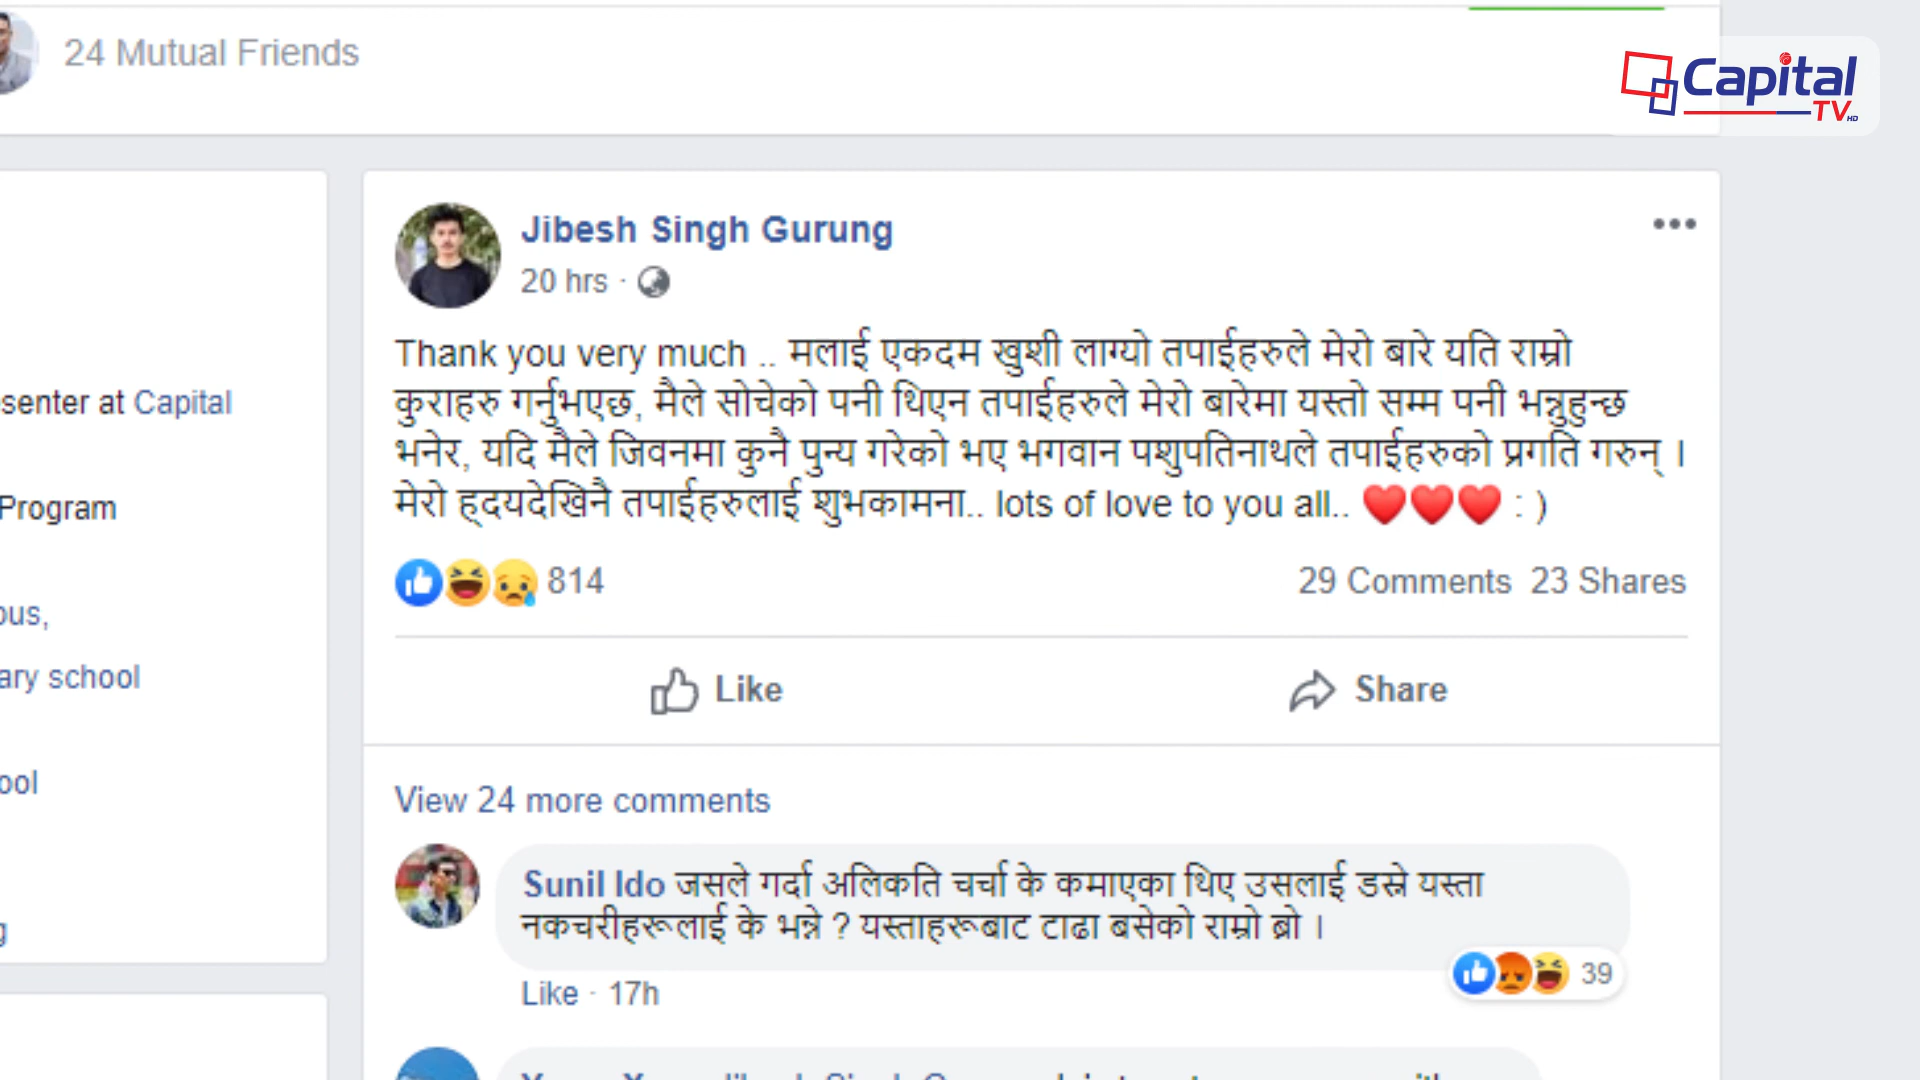 24 Mutual Friends
Capital
TV HD
Jibesh Singh Gurung
20 hrs ·
Thank you very much .. मलाई एकदम खुशी लाग्यो तपाईहरुले मेरो बारे यति राम्रो
कुराहरु गर्नुभएछ, मैले सोचेको पनी थिएन तपाईहरुले मेरो बारेमा यस्तो सम्म पनी भन्नुहुन्छ
भनेर, यदि मैले जिवनमा कुनै पुन्य गरेको भए भगवान पशुपतिनाथले तपाईहरुको प्रगति गरुन् ।
मेरो ह्दयदेखिनै तपाईहरुलाई शुभकामना.. lots of love to you all.. ❤️❤️❤️ : )
814
29 Comments 23 Shares
Like
Share
View 24 more comments
Sunil Ido जसले गर्दा अलिकति चर्चा के कमाएका थिए उसलाई डस्ने यस्ता
नकचरीहरूलाई के भन्ने ? यस्ताहरूबाट टाढा बसेको राम्रो ब्रो ।
39
Like · 17h
senter at Capital
Program
ous,
ary school
ool
g